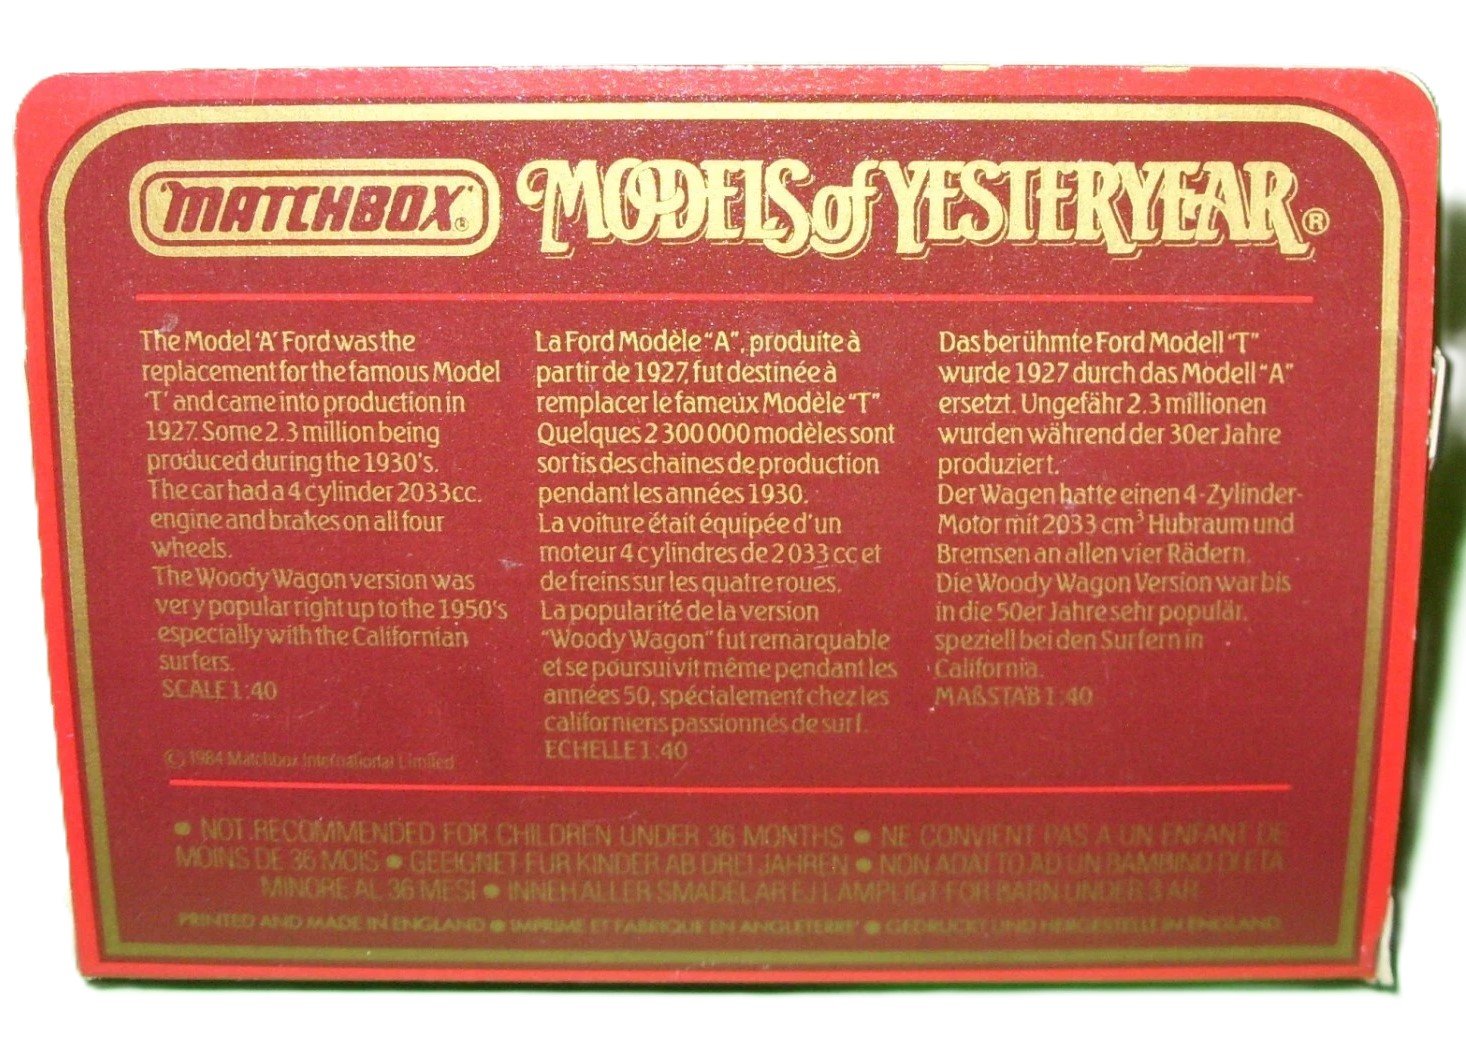 MATCHBOX® MODELS of YESTERYEAR®
The Model 'A' Ford was the
replacement for the famous Model
'T' and came into production in
1927. Some 2.3 million being
produced during the 1930's.
The car had a 4 cylinder 2033cc.
engine and brakes on all four
wheels.
The Woody Wagon version was
very popular right up to the 1950's
especially with the Californian
surfers.
SCALE 1:40
© 1984 Matchbox International Limited
La Ford Modèle "A", produite à
partir de 1927, fut destinée à
remplacer le fameux Modèle "T"
Quelques 2 300 000 modèles sont
sortis des chaines de production
pendant les années 1930.
La voiture était équipée d'un
moteur 4 cylindres de 2 033 cc et
de freins sur les quatre roues.
La popularité de la version
"Woody Wagon" fut remarquable
et se poursuivit même pendant les
années 50, spécialement chez les
californiens passionnés de surf.
ECHELLE 1:40
Das berühmte Ford Modell "T"
wurde 1927 durch das Modell "A"
ersetzt. Ungefähr 2.3 millionen
wurden während der 30er Jahre
produziert.
Der Wagen hatte einen 4-Zylinder-
Motor mit 2033 cm³ Hubraum und
Bremsen an allen vier Rädern.
Die Woody Wagon Version war bis
in die 50er Jahre sehr populär,
speziell bei den Surfern in
California.
MAßSTAB 1:40
• NOT RECOMMENDED FOR CHILDREN UNDER 36 MONTHS • NE CONVIENT PAS A UN ENFANT DE
MOINS DE 36 MOIS • GEEIGNET FUR KINDER AB DREI JAHREN • NON ADATTO AD UN BAMBINO DI ETA
MINORE AL 36 MESI • INNEHALLER SMADELAR EJ LAMPLIGT FOR BARN UNDER 3 AR
PRINTED AND MADE IN ENGLAND • IMPRIME ET FABRIQUE EN ANGLETERRE • GEDRUCKT UND HERGESTELLT IN ENGLAND